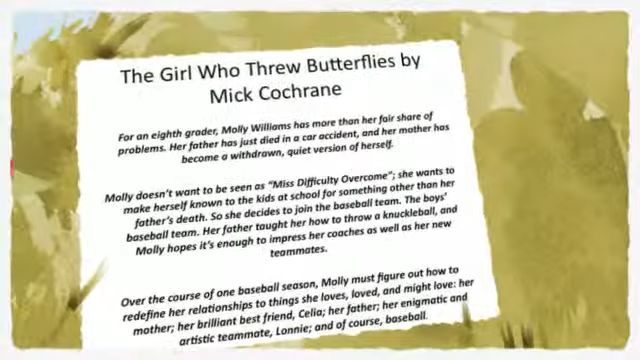 The Girl Who Threw Butterflies by
Mick Cochrane
For an eighth grader, Molly Williams has more than her fair share of
problems. Her father has just died in a car accident, and her mother has
become a withdrawn, quiet version of herself.
Molly doesn't want to be seen as "Miss Difficulty Overcome"; she wants to
make herself known to the kids at school for something other than her
father's death. So she decides to join the baseball team. The boys'
baseball team. Her father taught her how to throw a knuckleball, and
Molly hopes it's enough to impress her coaches as well as her new
teammates.
Over the course of one baseball season, Molly must figure out how to
redefine her relationships to things she loves, loved, and might love: her
mother; her brilliant best friend, Celia; her father; her enigmatic and
artistic teammate, Lonnie; and of course, baseball.